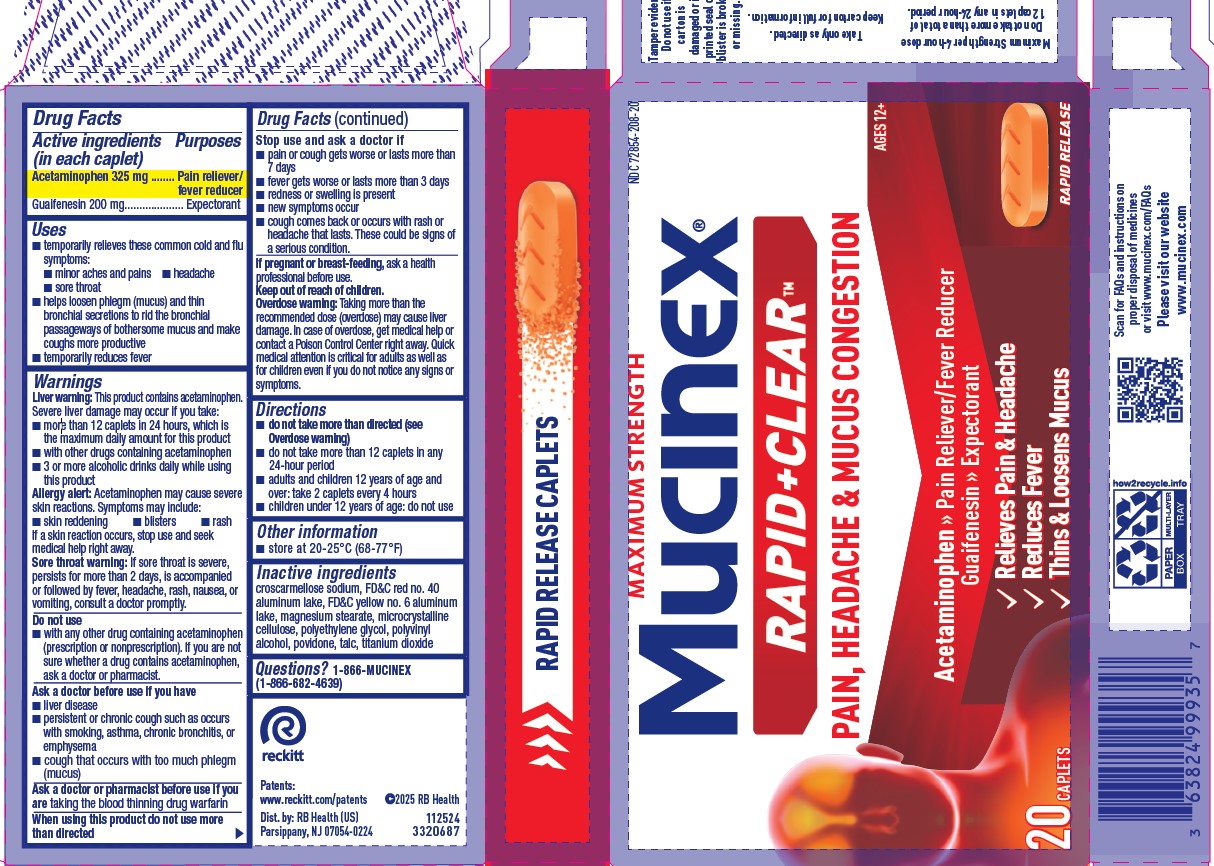 Drug Facts
Active ingredients Purposes
(in each caplet)
Acetaminophen 325 mg ........ Pain reliever/
fever reducer
Guaifenesin 200 mg.................... Expectorant
Uses
■ temporarily relieves these common cold and flu
symptoms:
■ minor aches and pains ■ headache
■ sore throat
■ helps loosen phlegm (mucus) and thin
bronchial secretions to rid the bronchial
passageways of bothersome mucus and make
coughs more productive
■ temporarily reduces fever
Warnings
Liver warning: This product contains acetaminophen.
Severe liver damage may occur if you take:
■ more than 12 caplets in 24 hours, which is
the maximum daily amount for this product
■ with other drugs containing acetaminophen
■ 3 or more alcoholic drinks daily while using
this product
Allergy alert: Acetaminophen may cause severe
skin reactions. Symptoms may include:
■ skin reddening ■ blisters ■ rash
If a skin reaction occurs, stop use and seek
medical help right away.
Sore throat warning: If sore throat is severe,
persists for more than 2 days, is accompanied
or followed by fever, headache, rash, nausea, or
vomiting, consult a doctor promptly.
Do not use
■ with any other drug containing acetaminophen
(prescription or nonprescription). If you are not
sure whether a drug contains acetaminophen,
ask a doctor or pharmacist.
Ask a doctor before use if you have
■ liver disease
■ persistent or chronic cough such as occurs
with smoking, asthma, chronic bronchitis, or
emphysema
■ cough that occurs with too much phlegm
(mucus)
Ask a doctor or pharmacist before use if you
are taking the blood thinning drug warfarin
When using this product do not use more
than directed
Drug Facts (continued)
Stop use and ask a doctor if
■ pain or cough gets worse or lasts more than
7 days
■ fever gets worse or lasts more than 3 days
■ redness or swelling is present
■ new symptoms occur
■ cough comes back or occurs with rash or
headache that lasts. These could be signs of
a serious condition.
If pregnant or breast-feeding, ask a health
professional before use.
Keep out of reach of children.
Overdose warning: Taking more than the
recommended dose (overdose) may cause liver
damage. In case of overdose, get medical help or
contact a Poison Control Center right away. Quick
medical attention is critical for adults as well as
for children even if you do not notice any signs or
symptoms.
Directions
■ do not take more than directed (see
Overdose warning)
■ do not take more than 12 caplets in any
24-hour period
■ adults and children 12 years of age and
over: take 2 caplets every 4 hours
■ children under 12 years of age: do not use
Other information
■ store at 20-25°C (68-77°F)
Inactive ingredients
croscarmellose sodium, FD&C red no. 40
aluminum lake, FD&C yellow no. 6 aluminum
lake, magnesium stearate, microcrystalline
cellulose, polyethylene glycol, polyvinyl
alcohol, povidone, talc, titanium dioxide
Questions? 1-866-MUCINEX
(1-866-682-4639)
reckitt
Patents:
www.reckitt.com/patents ©2025 RB Health
Dist. by: RB Health (US) 112524
Parsippany, NJ 07054-0224 3320687
RAPID RELEASE CAPLETS
Tamper evident
Do not use if
carton is
damaged or i
printed seal o
blister is brok
or missing.
Take only as directed.
Keep carton for full information.
Maximum Strength per 4-hour dose
Do not take more than a total of
12 caplets in any 24-hour period.
NDC 72854-208-20
AGES 12+
MAXIMUM STRENGTH
Mucinex®
RAPID+CLEAR™
PAIN, HEADACHE & MUCUS CONGESTION
Acetaminophen » Pain Reliever/Fever Reducer
Guaifenesin » Expectorant
✓ Relieves Pain & Headache
✓ Reduces Fever
✓ Thins & Loosens Mucus
RAPID RELEASE
20 CAPLETS
Scan for FAQs and instructions on
proper disposal of medicines
or visit www.mucinex.com/FAQs
Please visit our website
www.mucinex.com
how2recycle.info
PAPER
BOX
MULTI-LAYER
TRAY
3 63824 99935 7